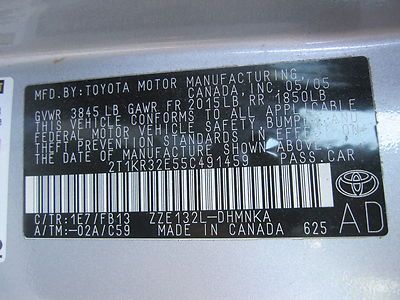 MFD. BY: TOYOTA MOTOR MANUFACTURING,
CANADA, INC. 05/05
GVWR 3845 LB GAWR FR 2015LB, RR 1850LB
THIS VEHICLE CONFORMS TO ALL APPLICABLE
FEDERAL MOTOR VEHICLE SAFETY, BUMPER, AND
THEFT PREVENTION STANDARDS IN EFFECT ON
THE DATE OF MANUFACTURE SHOWN ABOVE.
2T1KR32E55C491459 PASS.CAR
C/TR:1E7/FB13 ZZE132L-DHMNKA
A/TM:-02A/C59 MADE IN CANADA 625
TOYOTA
AD